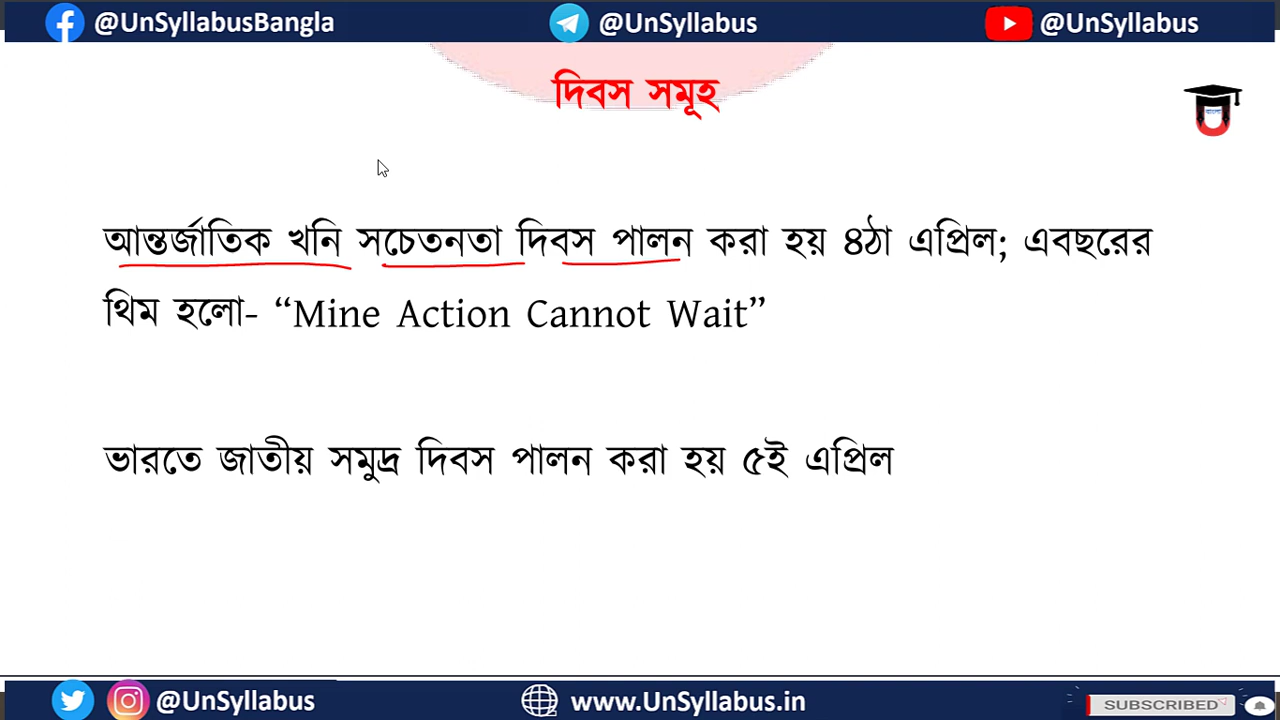 @UnSyllabusBangla @UnSyllabus @UnSyllabus
দিবস সমূহ
আন্তর্জাতিক খনি সচেতনতা দিবস পালন করা হয় ৪ঠা এপ্রিল; এবছরের
থিম হলো- “Mine Action Cannot Wait”
ভারতে জাতীয় সমুদ্র দিবস পালন করা হয় ৫ই এপ্রিল
@UnSyllabus www.UnSyllabus.in SUBSCRIBED